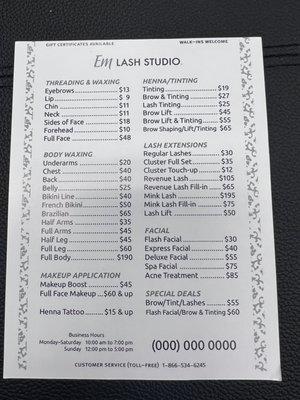 GIFT CERTIFICATES AVAILABLE
WALK-INS WELCOME
Em LASH STUDIO
THREADING & WAXING
Eyebrows $13
Lip $ 9
Chin $11
Neck $11
Sides of Face $18
Forehead $10
Full Face $48
BODY WAXING
Underarms $20
Chest $40
Back $40
Belly $25
Bikini Line $40
French Bikini $50
Brazilian $65
Half Arms $35
Full Arms $45
Half Leg $45
Full Leg $60
Full Body $190
MAKEUP APPLICATION
Makeup Boost $45
Full Face Makeup ...$60 & up
Henna Tattoo $15 & up
Business Hours
Monday-Saturday 10:00 am to 7:00 pm
Sunday 12:00 pm to 5:00 pm
HENNA/TINTING
Tinting $19
Brow & Tinting $27
Lash Tinting $25
Brow Lift $45
Brow Lift & Tinting $55
Brow Shaping/Lift/Tinting $65
LASH EXTENSIONS
Regular Lashes $30
Cluster Full Set $35
Cluster Touch-up $12
Revenue Lash $105
Revenue Lash Fill-in $65
Mink Lash $195
Mink Lash Fill-in $75
Lash Lift $50
FACIAL
Flash Facial $30
Express Facial $40
Deluxe Facial $55
Spa Facial $75
Acne Treatment $85
SPECIAL DEALS
Brow/Tint/Lashes $55
Flash Facial/Brow & Tinting $60
(000) 000 0000
CUSTOMER SERVICE (TOLL-FREE) 1-866-534-6245